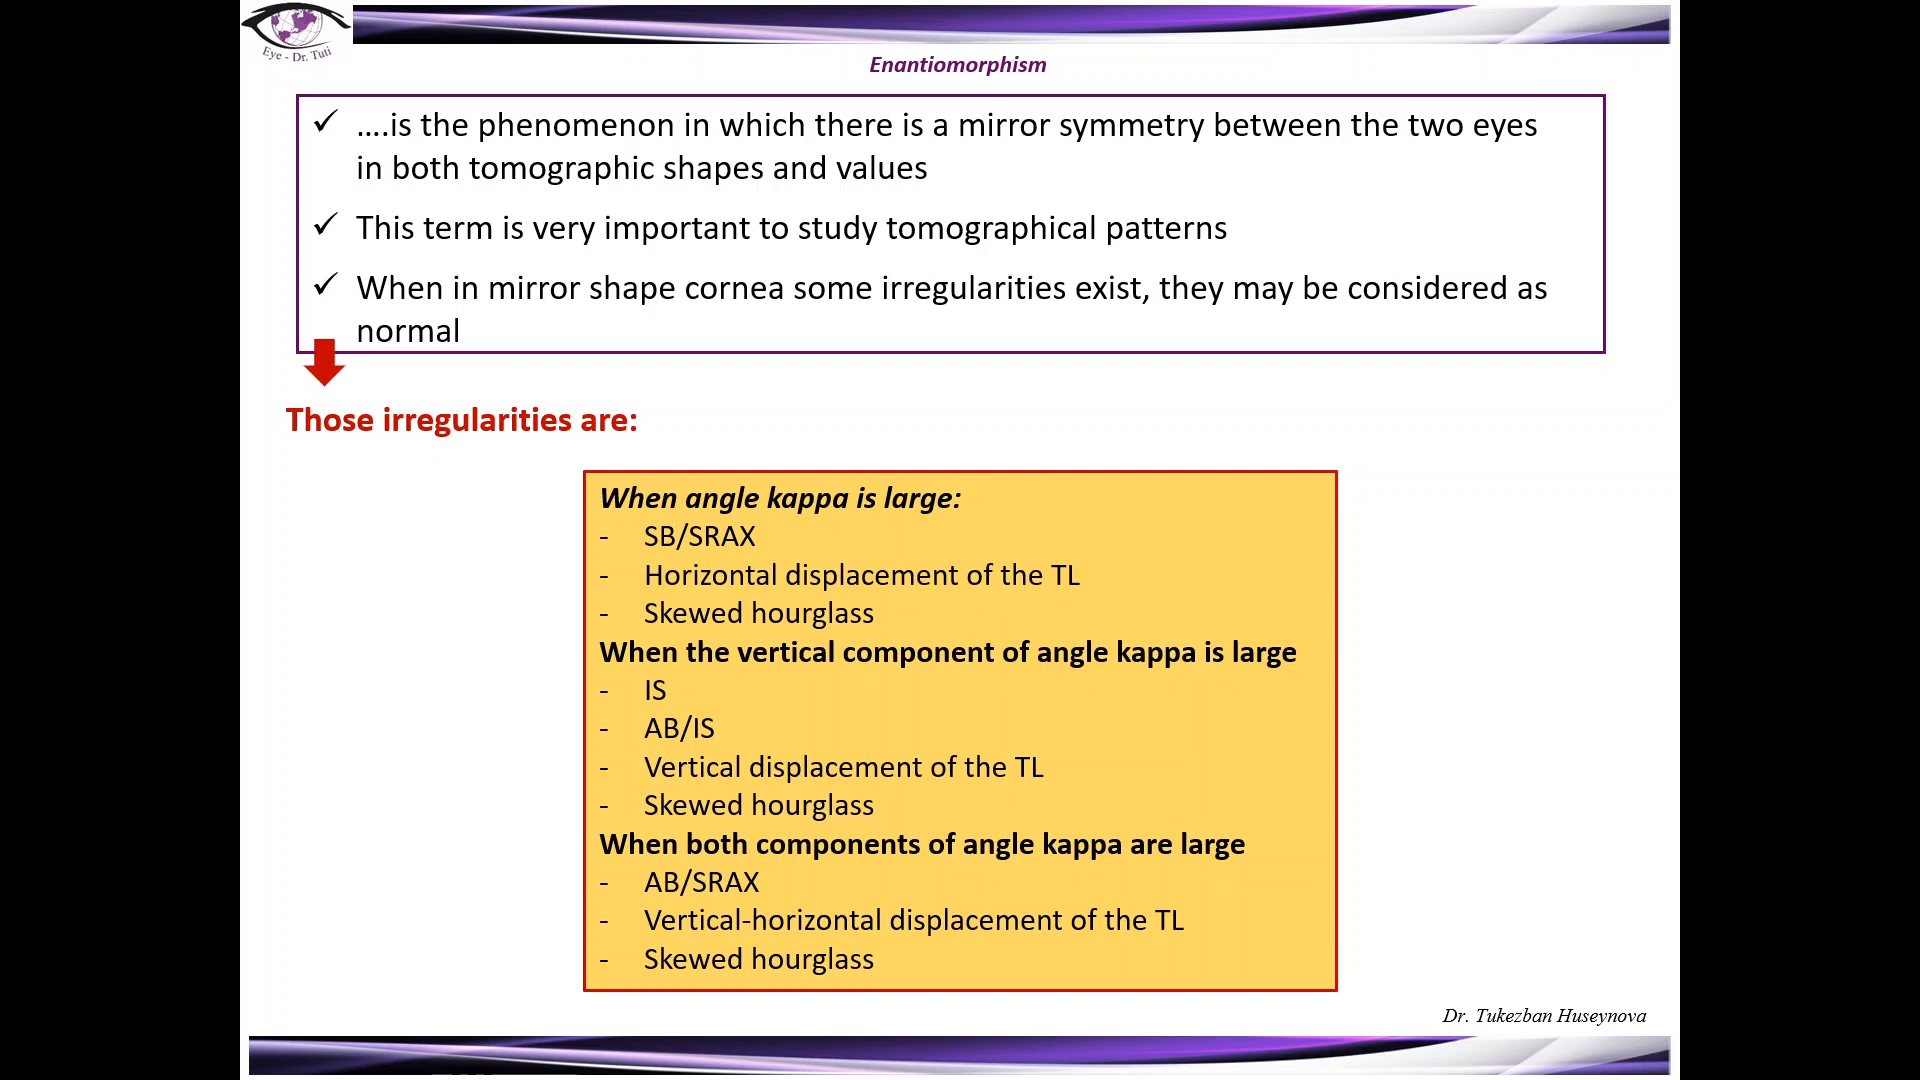 Eye - Dr. Tuti
Enantiomorphism
✓ ….is the phenomenon in which there is a mirror symmetry between the two eyes
in both tomographic shapes and values
✓ This term is very important to study tomographical patterns
✓ When in mirror shape cornea some irregularities exist, they may be considered as
normal
Those irregularities are:
When angle kappa is large:
- SB/SRAX
- Horizontal displacement of the TL
- Skewed hourglass
When the vertical component of angle kappa is large
- IS
- AB/IS
- Vertical displacement of the TL
- Skewed hourglass
When both components of angle kappa are large
- AB/SRAX
- Vertical-horizontal displacement of the TL
- Skewed hourglass
Dr. Tukezban Huseynova